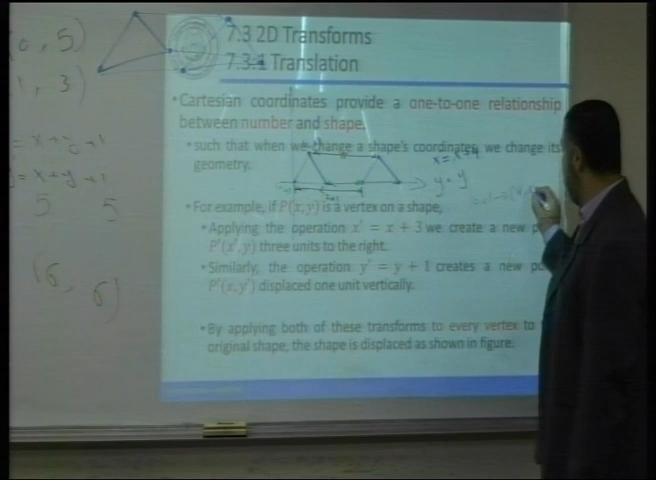 7.3 2D Transforms
7.3.1 Translation
• Cartesian coordinates provide a one-to-one relationship
between number and shape,
• such that when we change a shape's coordinates, we change its
geometry.
• For example, if P(x, y) is a vertex on a shape,
• Applying the operation x′ = x + 3 we create a new
P′(x′, y) three units to the right.
• Similarly, the operation y′ = y + 1 creates a new
P′(x, y′) displaced one unit vertically.
• By applying both of these transforms to every vertex to
original shape, the shape is displaced as shown in figure.
, 5)
, 3)
x + y + 1
5 5
(6, 6)
y = y